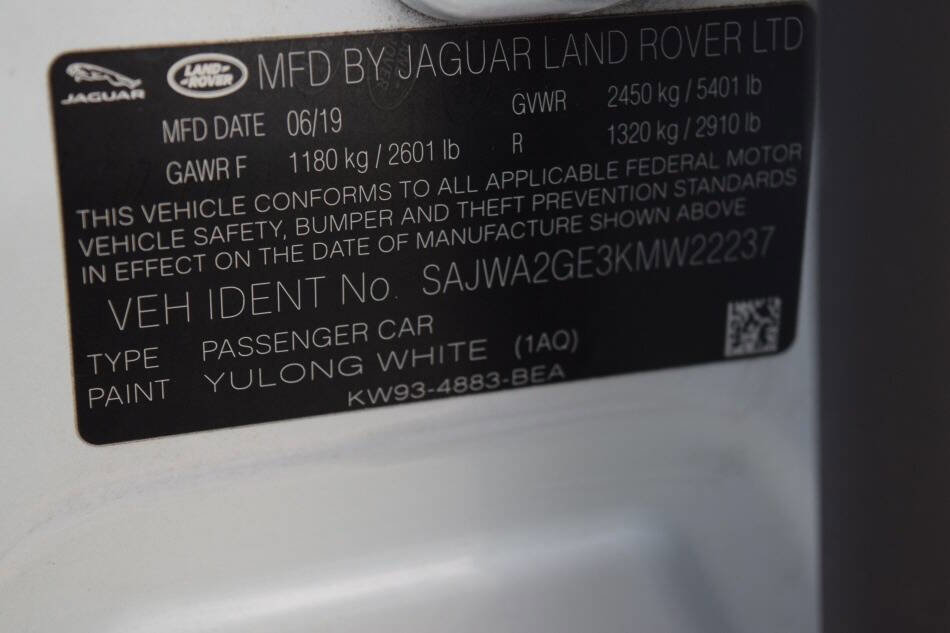 JAGUAR LAND-ROVER MFD BY JAGUAR LAND ROVER LTD
MFD DATE 06/19 GVWR 2450 kg / 5401 lb
GAWR F 1180 kg / 2601 lb R 1320 kg / 2910 lb
THIS VEHICLE CONFORMS TO ALL APPLICABLE FEDERAL MOTOR
VEHICLE SAFETY, BUMPER AND THEFT PREVENTION STANDARDS
IN EFFECT ON THE DATE OF MANUFACTURE SHOWN ABOVE
VEH IDENT No. SAJWA2GE3KMW22237
TYPE PASSENGER CAR
PAINT YULONG WHITE (1AQ)
KW93-4883-BEA